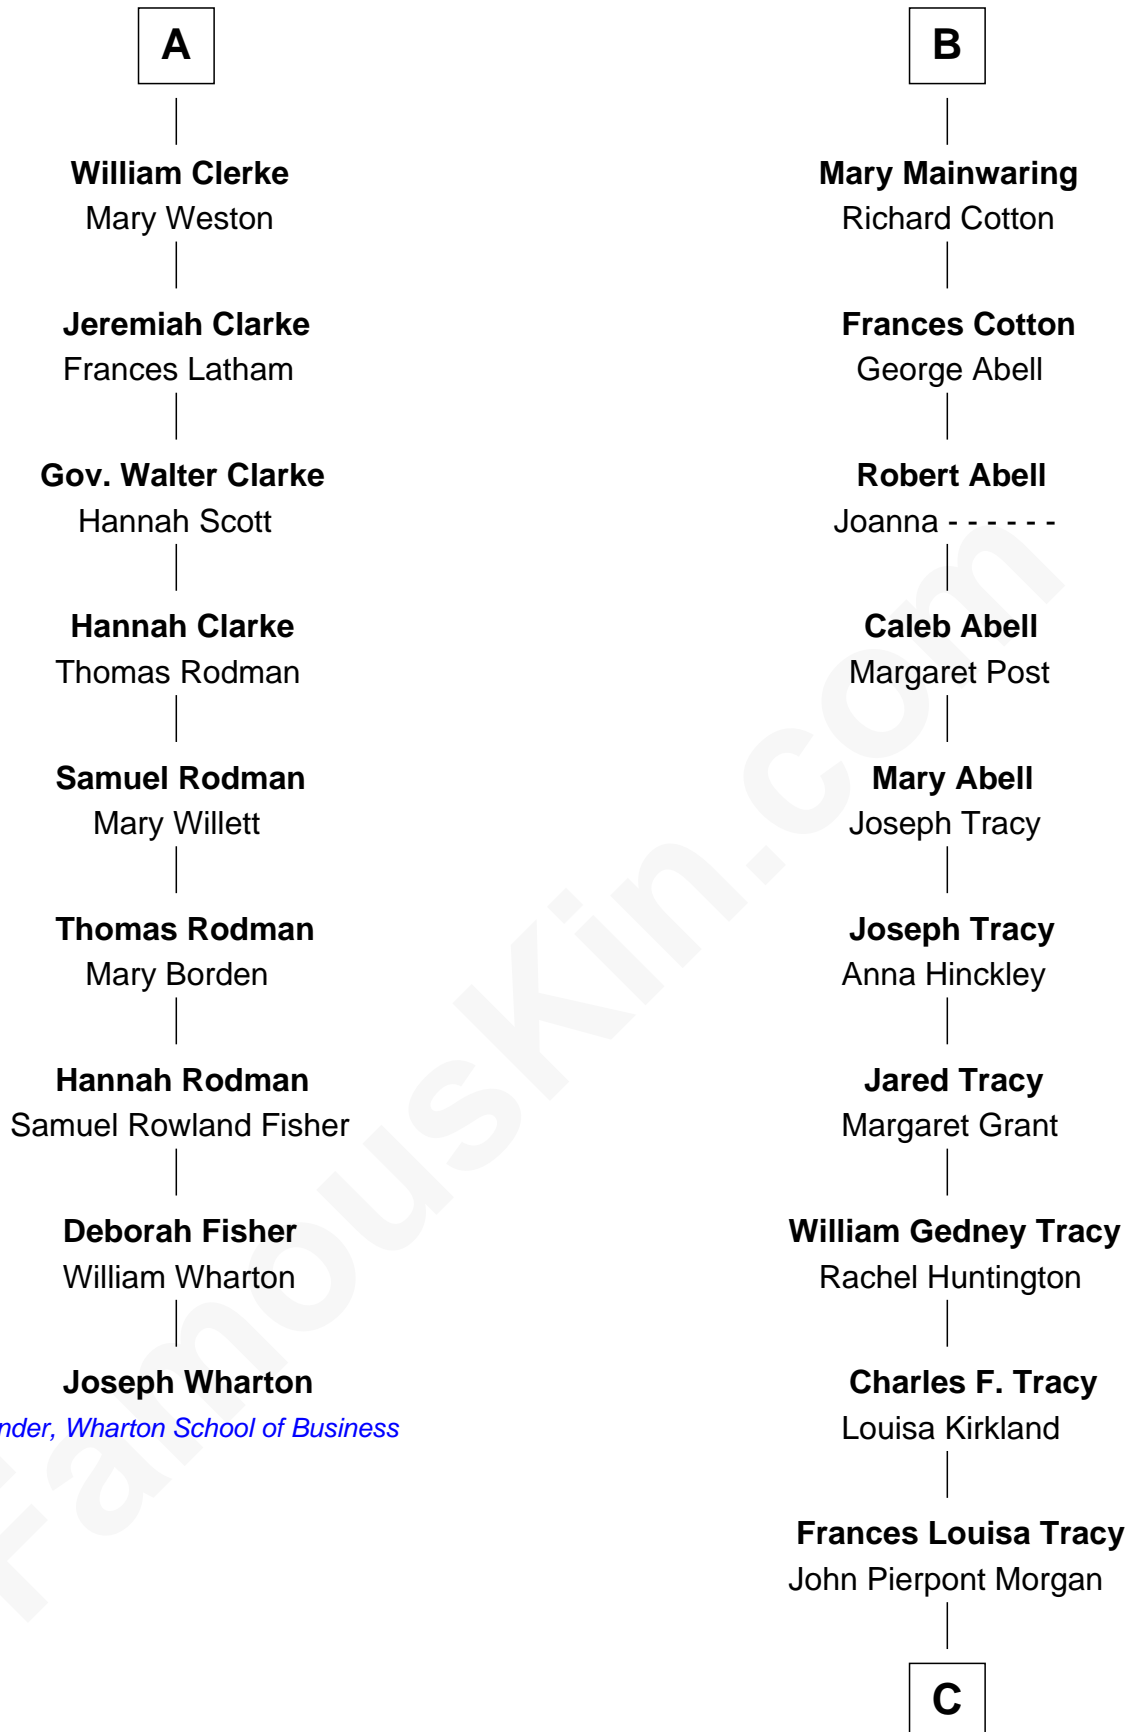 A
William Clerke
Mary Weston
Jeremiah Clarke
Frances Latham
Gov. Walter Clarke
Hannah Scott
Hannah Clarke
Thomas Rodman
Samuel Rodman
Mary Willett
Thomas Rodman
Mary Borden
Hannah Rodman
Samuel Rowland Fisher
Deborah Fisher
William Wharton
Joseph Wharton
nder, Wharton School of Business
B
Mary Mainwaring
Richard Cotton
Frances Cotton
George Abell
Robert Abell
Joanna - - - - - -
Caleb Abell
Margaret Post
Mary Abell
Joseph Tracy
Joseph Tracy
Anna Hinckley
Jared Tracy
Margaret Grant
William Gedney Tracy
Rachel Huntington
Charles F. Tracy
Louisa Kirkland
Frances Louisa Tracy
John Pierpont Morgan
C
FamousKin.com